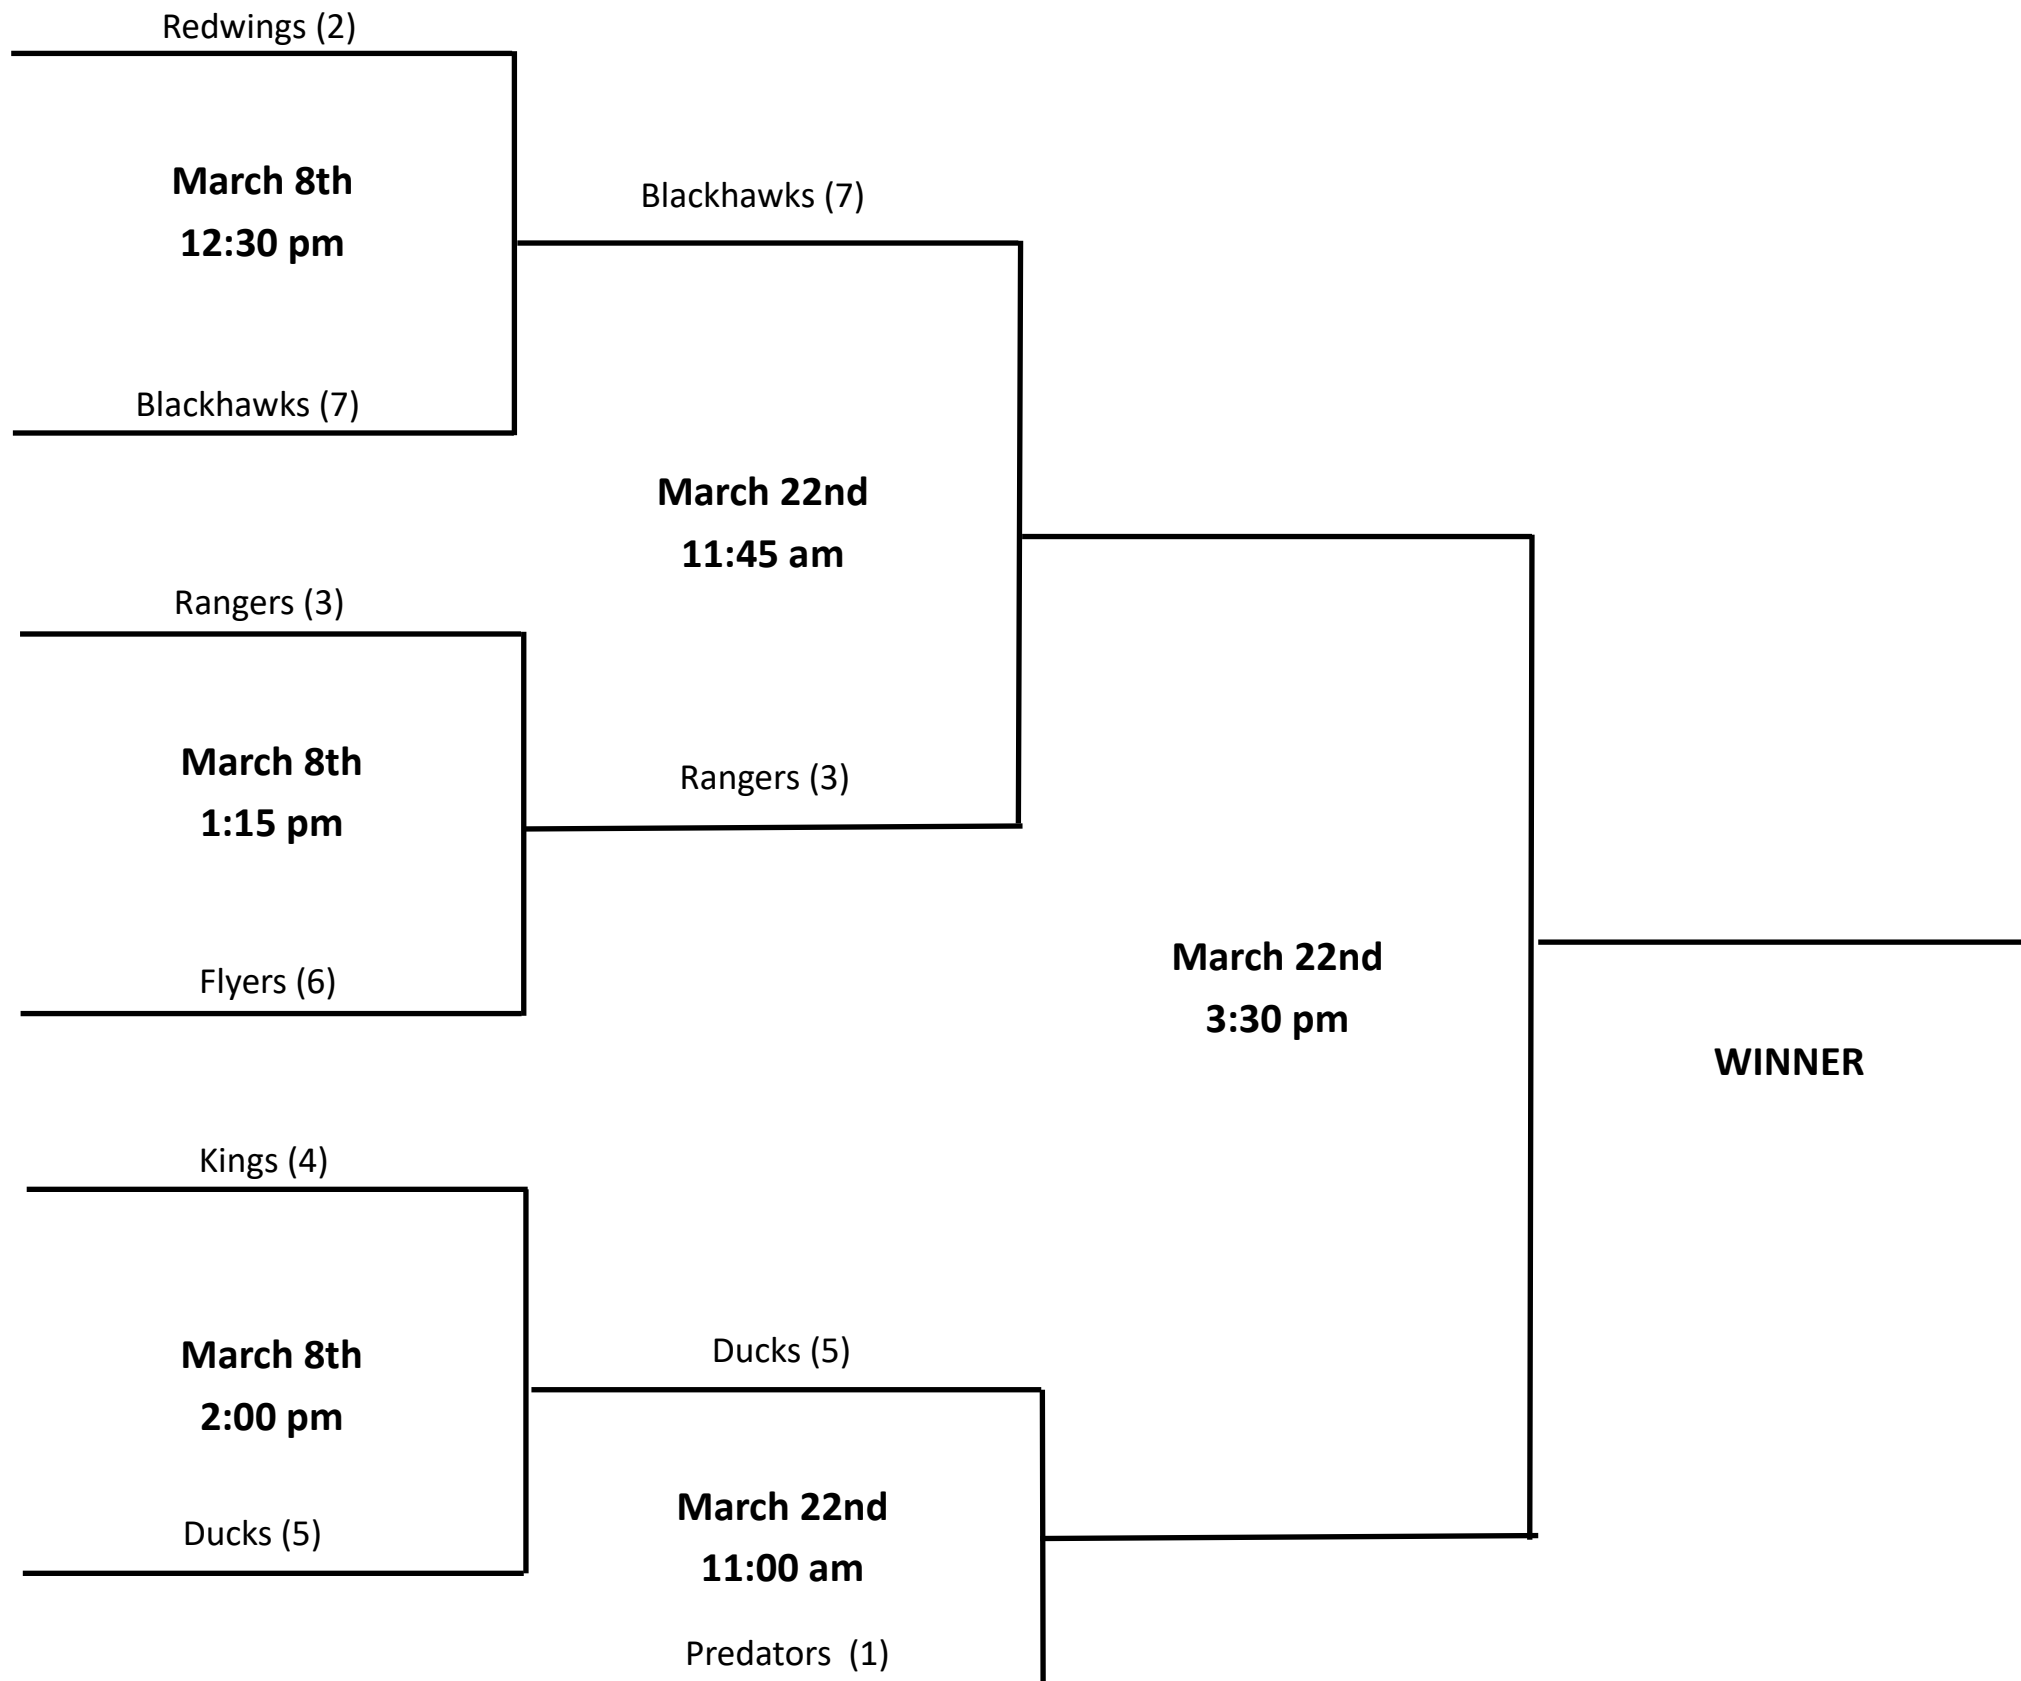 Redwings (2)
March 8th
12:30 pm
Blackhawks (7)
Blackhawks (7)
March 22nd
11:45 am
Rangers (3)
Rangers (3)
March 8th
1:15 pm
Flyers (6)
March 22nd
3:30 pm
WINNER
Kings (4)
March 8th
2:00 pm
Ducks (5)
Ducks (5)
March 22nd
11:00 am
Predators  (1)